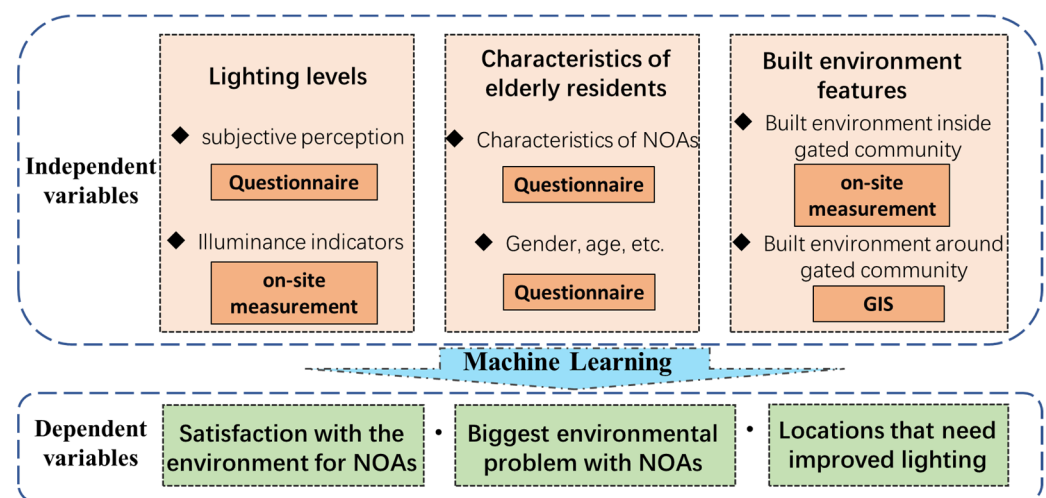 Independent
variables
Lighting levels
◆ subjective perception
Questionnaire
◆ Illuminance indicators
on-site
measurement
Characteristics of
elderly residents
◆ Characteristics of NOAs
Questionnaire
◆ Gender, age, etc.
Questionnaire
Built environment
features
◆ Built environment inside
gated community
on-site
measurement
◆ Built environment around
gated community
GIS
Machine Learning
Dependent
variables
Satisfaction with the
environment for NOAs
•
Biggest environmental
problem with NOAs
•
Locations that need
improved lighting